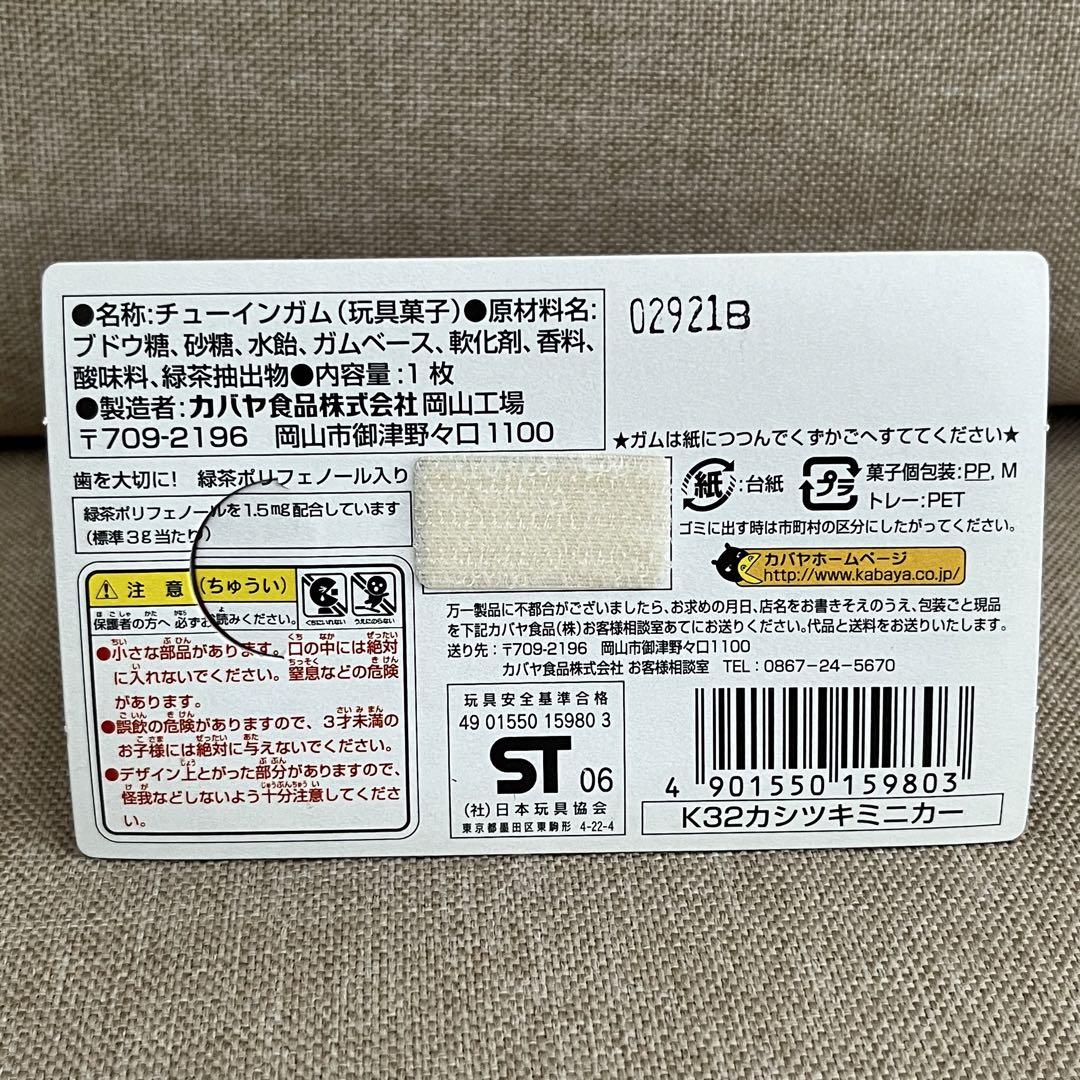 ●名称:チューインガム(玩具菓子)●原材料名:
ブドウ糖、砂糖、水飴、ガムベース、軟化剤、香料、
酸味料、緑茶抽出物●内容量:1枚
●製造者:カバヤ食品株式会社 岡山工場
〒709-2196 岡山市御津野々口1100
02921B
★ガムは紙につつんでくずかごへすててください★
歯を大切に! 緑茶ポリフェノール入り
緑茶ポリフェノールを1.5mg配合しています
(標準3g当たり)
紙:台紙
プラ
菓子個包装:PP, M
トレー:PET
ゴミに出す時は市町村の区分にしたがってください。
カバヤホームページ
http://www.kabaya.co.jp/
注意(ちゅうい)
くちにいれない
うえにのらない
保護者の方へ 必ずお読みください。
●小さな部品があります。口の中には絶対
に入れないでください。窒息などの危険
があります。
●誤飲の危険がありますので、3才未満の
お子様には絶対に与えないでください。
●デザイン上とがった部分がありますので、
怪我などしないよう十分注意してくださ
い。
万一製品に不都合がございましたら、お求めの月日、店名をお書きそえのうえ、包装ごと現品
を下記カバヤ食品(株)お客様相談室あてにお送りください。代品と送料をお送りいたします。
送り先:〒709-2196 岡山市御津野々口1100
カバヤ食品株式会社 お客様相談室 TEL:0867-24-5670
玩具安全基準合格
49 01550 15980 3
ST 06
(社)日本玩具協会
東京都墨田区東駒形 4-22-4
4 901550 159803
K32カシツキミニカー